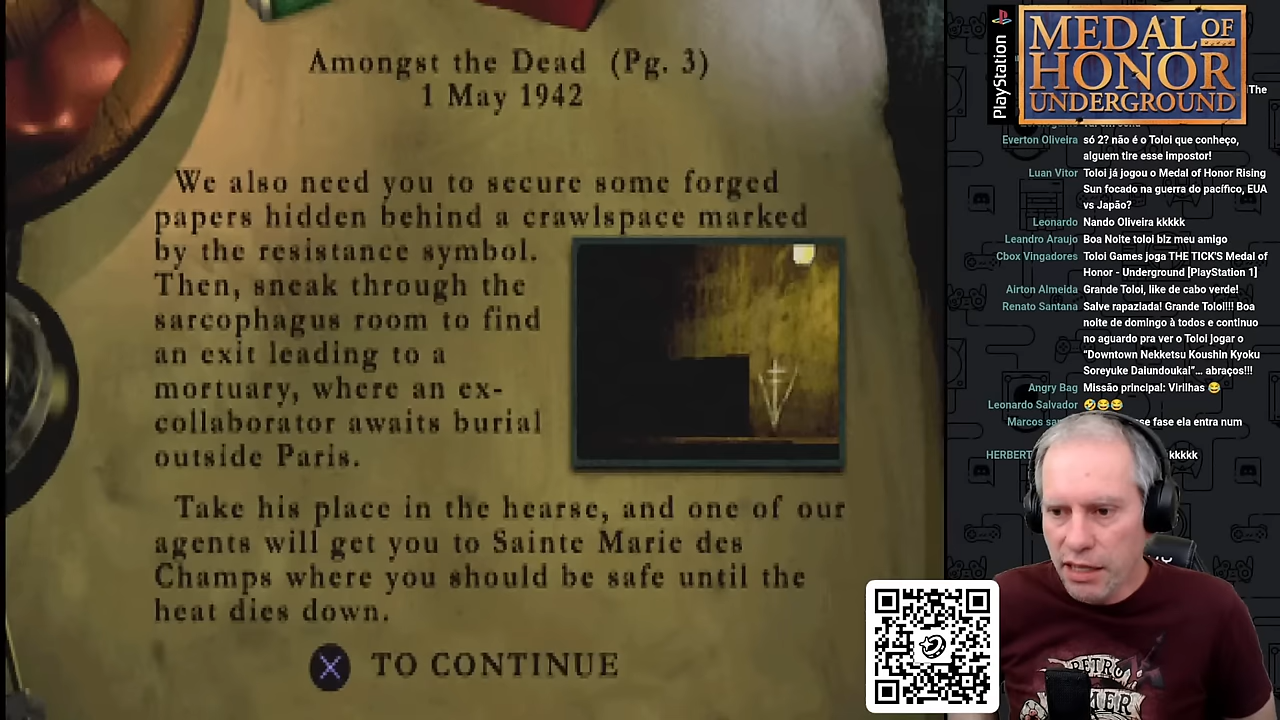 Amongst the Dead (Pg. 3)
1 May 1942
We also need you to secure some forged
papers hidden behind a crawlspace marked
by the resistance symbol.
Then, sneak through the
sarcophagus room to find
an exit leading to a
mortuary, where an ex-
collaborator awaits burial
outside Paris.
Take his place in the hearse, and one of our
agents will get you to Sainte Marie des
Champs where you should be safe until the
heat dies down.
X TO CONTINUE
PlayStation
MEDAL OF
HONOR
UNDERGROUND
The
Everton Oliveira só 2? não é o Toloi que conheço,
alguem tire esse Impostor!
Luan Vitor Toloi já jogou o Medal of Honor Rising
Sun focado na guerra do pacífico, EUA
vs Japão?
Leonardo Nando Oliveira kkkkk
Leandro Araujo Boa Noite toloi blz meu amigo
Cbox Vingadores Toloi Games joga THE TICK'S Medal of
Honor - Underground [PlayStation 1]
Airton Almeida Grande Toloi, like de cabo verde!
Renato Santana Salve rapaziada! Grande Toloi!!! Boa
noite de domingo à todos e continuo
no aguardo pra ver o Toloi jogar o
"Downtown Nekketsu Koushin Kyoku
Soreyuke Daiundoukai"... abraços!!!
Angry Bag Missão principal: Virilhas 😂
Leonardo Salvador 🤣😂😂
Marcos se fase ela entra num
HERBERT kkkkk